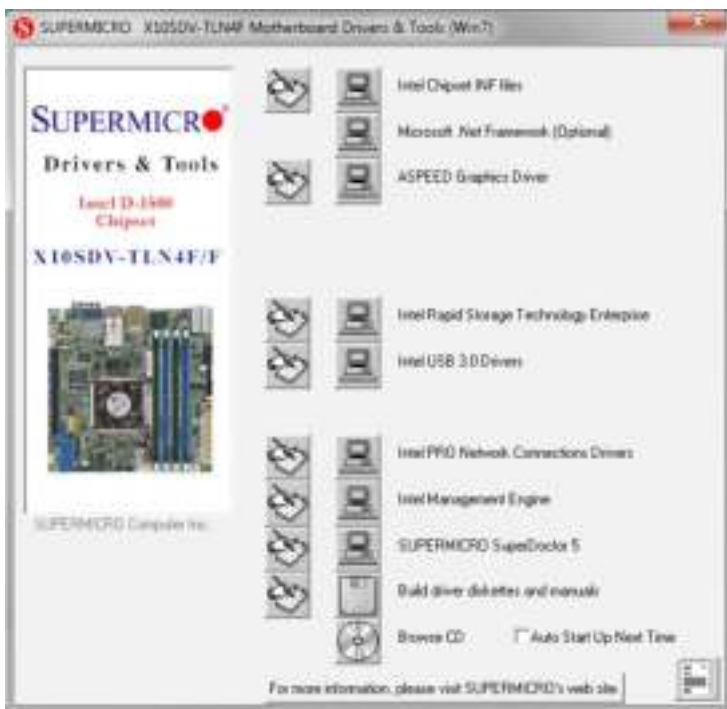 SUPERMICRO X10SDV-TLN4F Motherboard Drivers & Tools (Win7)
SUPERMICRO
Drivers & Tools
Intel D-1500
Chipset
X10SDV-TLN4F/F
SUPERMICRO Computer Inc.
Intel Chipset INF files
Microsoft .Net Framework (Optional)
ASPEED Graphics Driver
Intel Rapid Storage Technology Enterprise
Intel USB 3.0 Drivers
Intel PRO Network Connections Drivers
Intel Management Engine
SUPERMICRO SuperDoctor 5
Build driver diskettes and manuals
Browse CD
Auto Start Up Next Time
For more information, please visit SUPERMICRO's web site